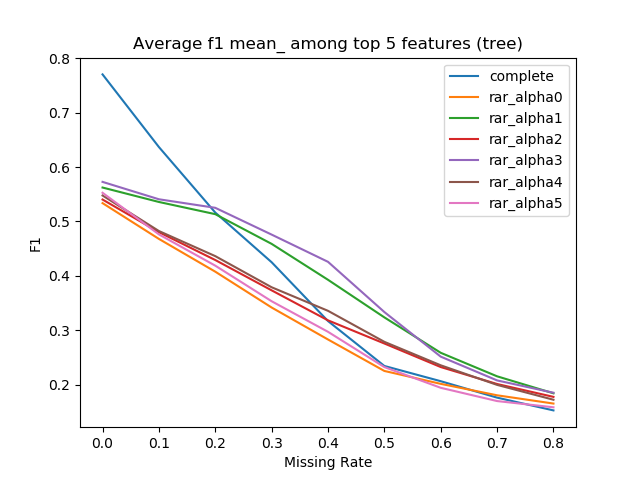 Average f1 mean_ among top 5 features (tree)
complete
rar_alpha0
rar_alpha1
rar_alpha2
rar_alpha3
rar_alpha4
rar_alpha5
0.8
0.7
0.6
0.5
0.4
0.3
0.2
F1
0.0 0.1 0.2 0.3 0.4 0.5 0.6 0.7 0.8
Missing Rate